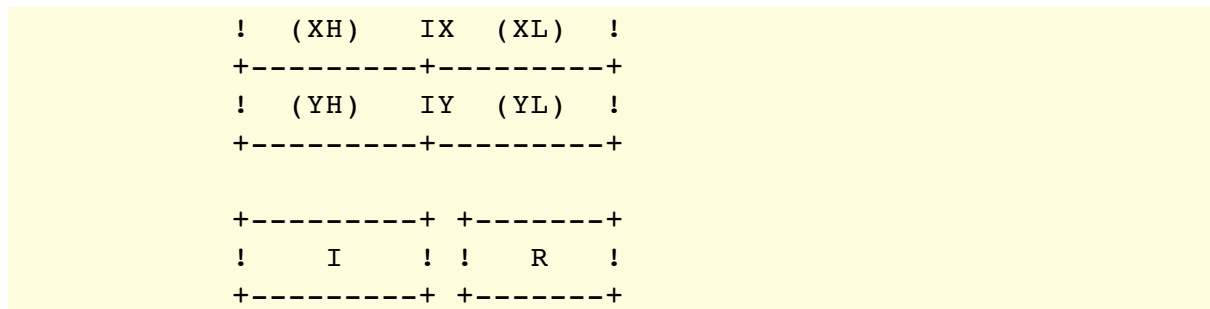 !  (XH)   IX  (XL)  !
+---------+---------+
!  (YH)   IY  (YL)  !
+---------+---------+
+---------+ +-------+
!    I    ! !   R   !
+---------+ +-------+